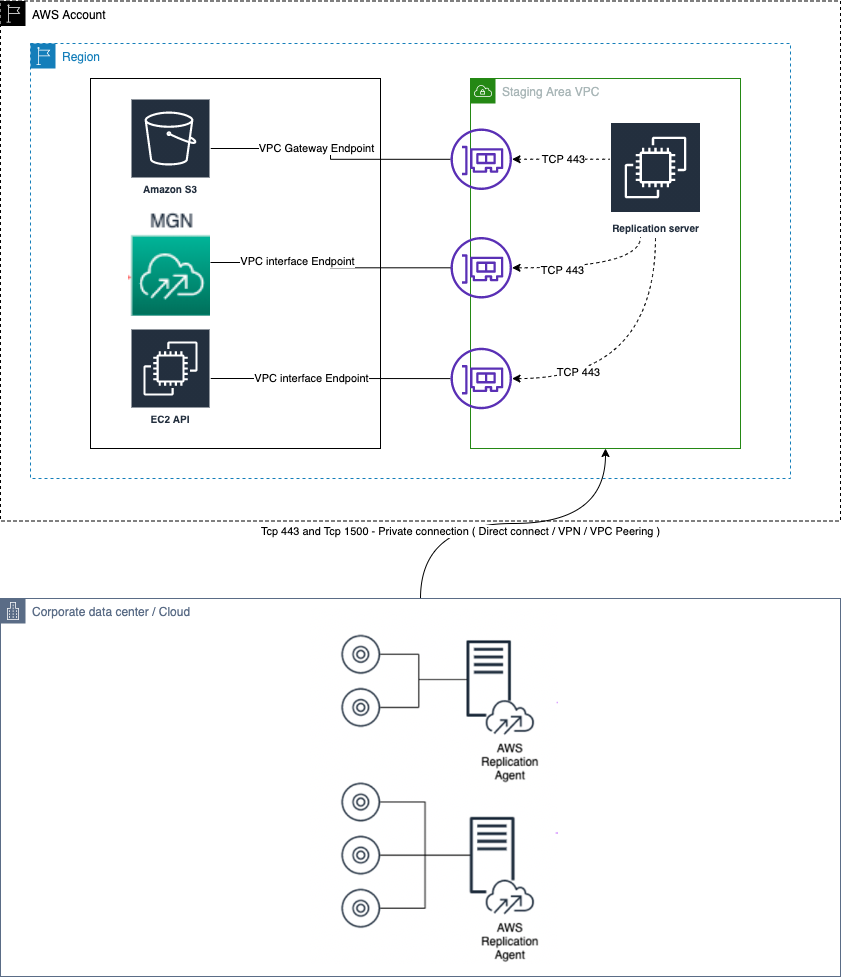 AWS Account
Region
Staging Area VPC
VPC Gateway Endpoint
TCP 443
Amazon S3
MGN
Replication server
VPC interface Endpoint
TCP 443
VPC interface Endpoint
TCP 443
EC2 API
Tcp 443 and Tcp 1500 - Private connection ( Direct connect / VPN / VPC Peering )
Corporate data center / Cloud
AWS
Replication
Agent
AWS
Replication
Agent